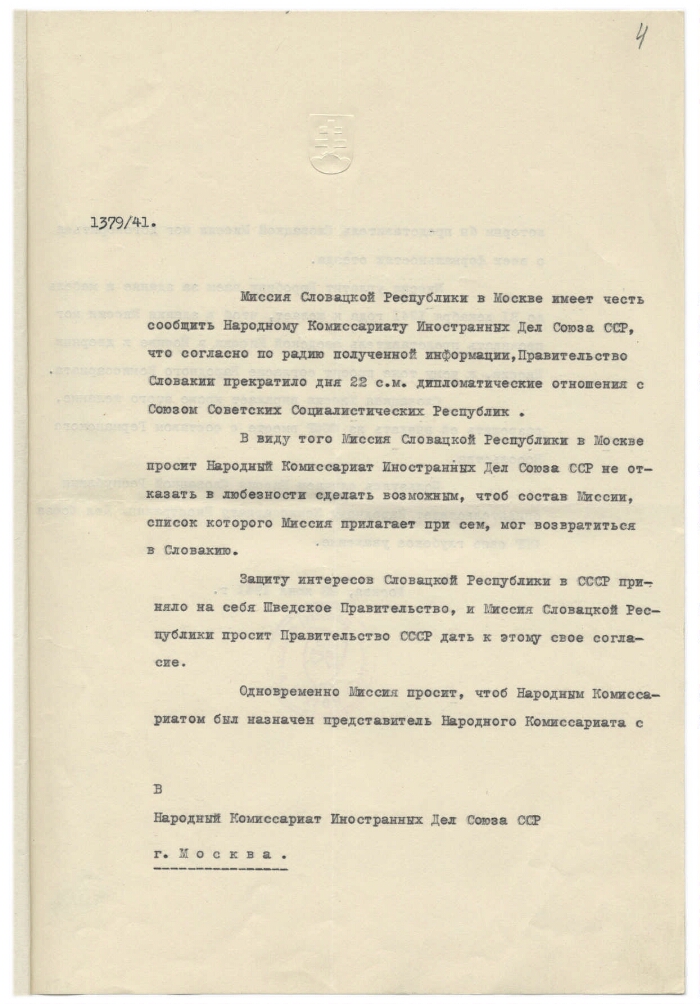 4
1379/41.
Миссия Словацкой Республики в Москве имеет честь
сообщить Народному Комиссариату Иностранных Дел Союза ССР,
что согласно по радию полученной информации,Правительство
Словакии прекратило дня 22 с.м. дипломатические отношения с
Союзом Советских Социалистических Республик .
В виду того Миссия Словацкой Республики в Москве
просит Народный Комиссариат Иностранных Дел Союза ССР не от-
казать в любезности сделать возможным, чтоб состав Миссии,
список которого Миссия прилагает при сем, мог возвратиться
в Словакию.
Защиту интересов Словацкой Республики в СССР при-
няло на себя Шведское Правительство, и Миссия Словацкой Рес-
публики просит Правительство СССР дать к этому свое согла-
сие.
Одновременно Миссия просит, чтоб Народным Комисса-
риатом был назначен представитель Народного Комиссариата с
В
Народный Комиссариат Иностранных Дел Союза ССР
г. М о с к в а .